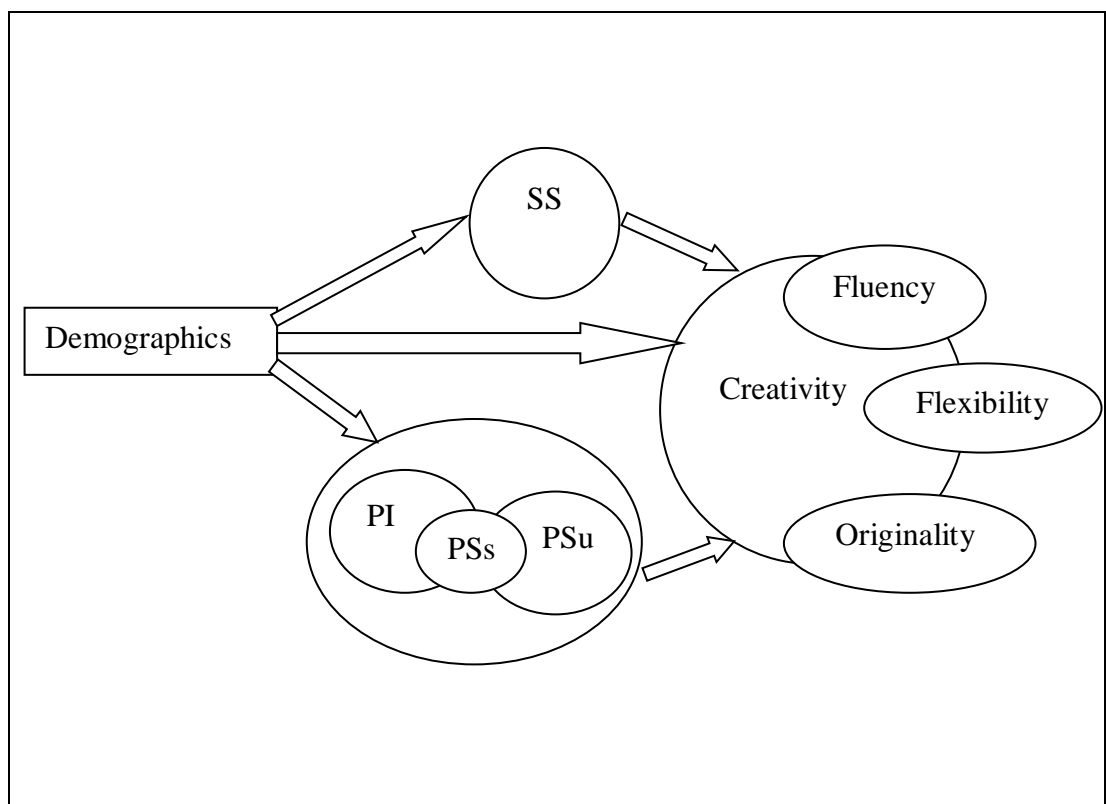 SS
Fluency
Demographics
Creativity
Flexibility
PI
PSs
PSu
Originality